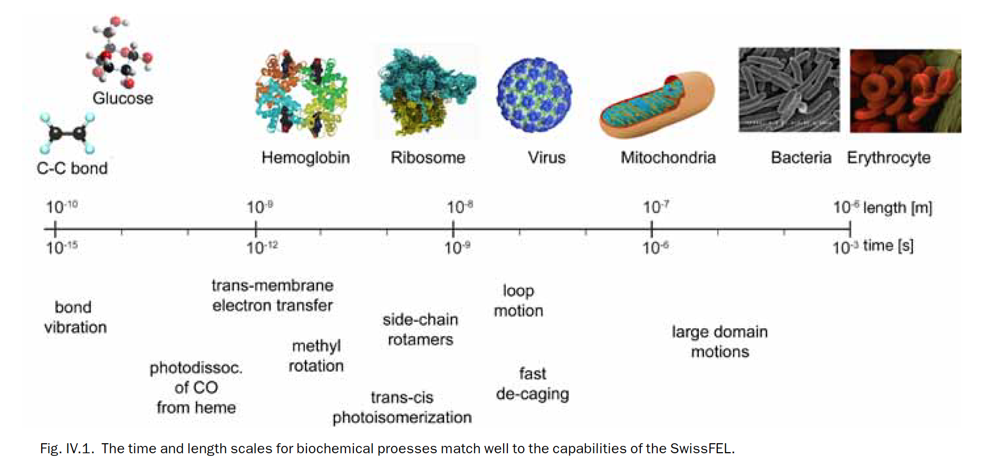 Glucose
C-C bond
Hemoglobin Ribosome Virus Mitochondria Bacteria Erythrocyte
10⁻¹⁰ 10⁻⁹ 10⁻⁸ 10⁻⁷ 10⁻⁶ length [m]
10⁻¹⁵ 10⁻¹² 10⁻⁹ 10⁻⁶ 10⁻³ time [s]
bond
vibration
trans-membrane
electron transfer
photodissoc.
of CO
from heme
methyl
rotation
side-chain
rotamers
trans-cis
photoisomerization
loop
motion
fast
de-caging
large domain
motions
Fig. IV.1. The time and length scales for biochemical proesses match well to the capabilities of the SwissFEL.